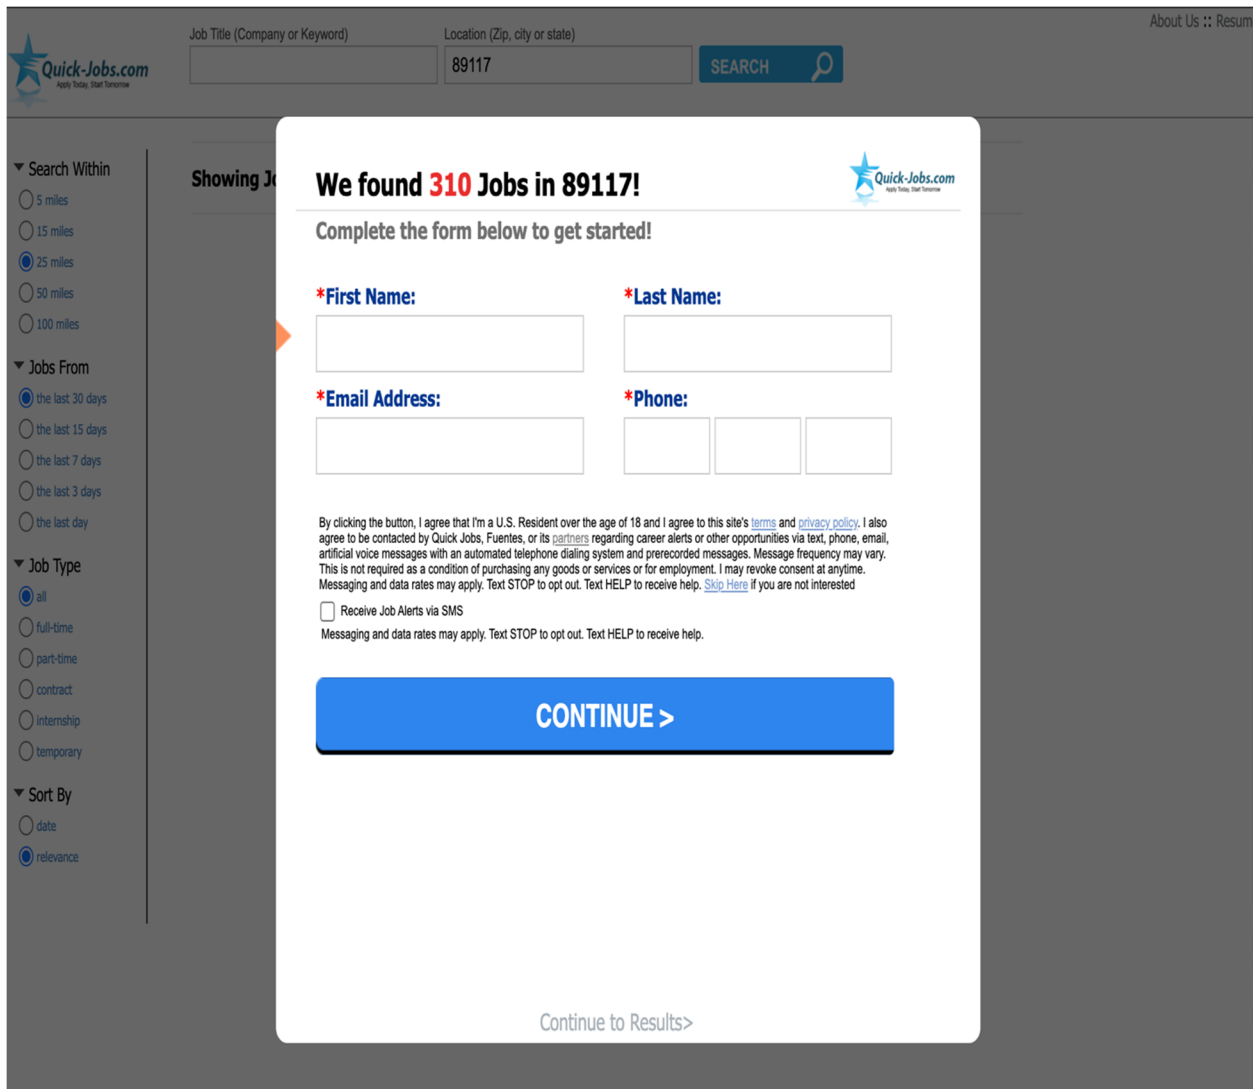 About Us :: Resum
Job Title (Company or Keyword)
Location (Zip, city or state)
Quick-Jobs.com
Apply Today, Start Tomorrow
89117
SEARCH
Search Within
5 miles
15 miles
25 miles
50 miles
100 miles
Jobs From
the last 30 days
the last 15 days
the last 7 days
the last 3 days
the last day
Job Type
all
full-time
part-time
contract
internship
temporary
Sort By
date
relevance
Showing Jo
We found 310 Jobs in 89117!
Quick-Jobs.com
Apply Today, Start Tomorrow
Complete the form below to get started!
*First Name:
*Last Name:
*Email Address:
*Phone:
By clicking the button, I agree that I'm a U.S. Resident over the age of 18 and I agree to this site's terms and privacy policy. I also
agree to be contacted by Quick Jobs, Fuentes, or its partners regarding career alerts or other opportunities via text, phone, email,
artificial voice messages with an automated telephone dialing system and prerecorded messages. Message frequency may vary.
This is not required as a condition of purchasing any goods or services or for employment. I may revoke consent at anytime.
Messaging and data rates may apply. Text STOP to opt out. Text HELP to receive help. Skip Here if you are not interested
Receive Job Alerts via SMS
Messaging and data rates may apply. Text STOP to opt out. Text HELP to receive help.
CONTINUE >
Continue to Results>